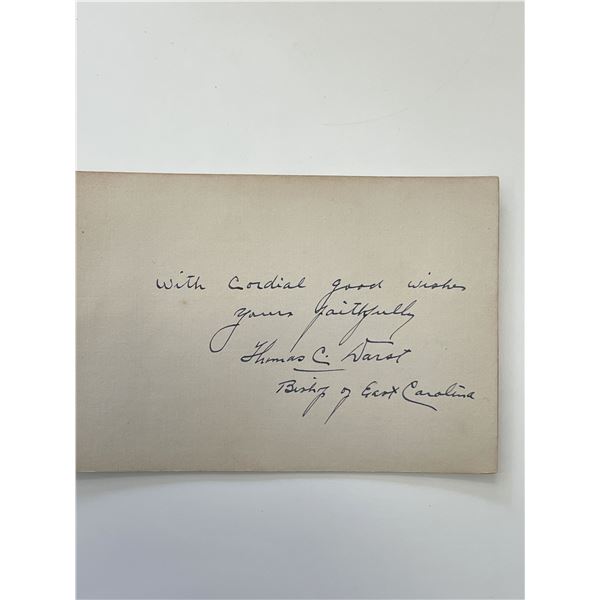 With Cordial good wishes
yours faithfully
Thomas C. Darst
Bishop of East Carolina